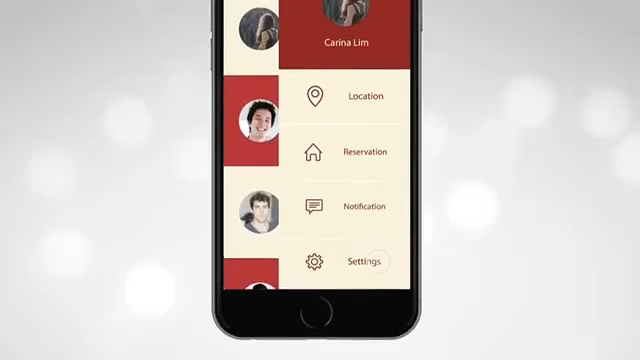 Carina Lim
Location
Reservation
Notification
Settings